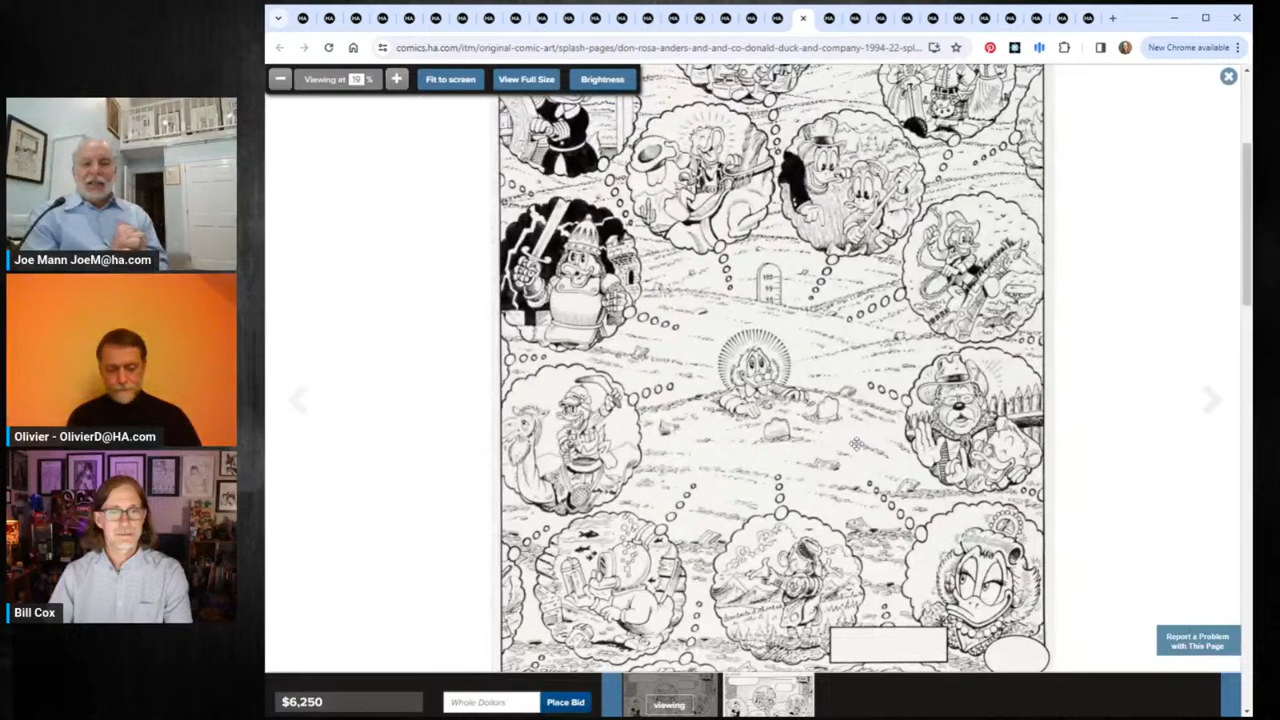 comics.ha.com/itm/original-comic-art/splash-pages/don-rosa-anders-and-and-co-donald-duck-and-company-1994-22-spl...
New Chrome available
Viewing at 19 %
Fit to screen
View Full Size
Brightness
Joe Mann JoeM@ha.com
Olivier - OlivierD@HA.com
Bill Cox
Report a Problem
with This Page
$6,250
Whole Dollars
Place Bid
viewing